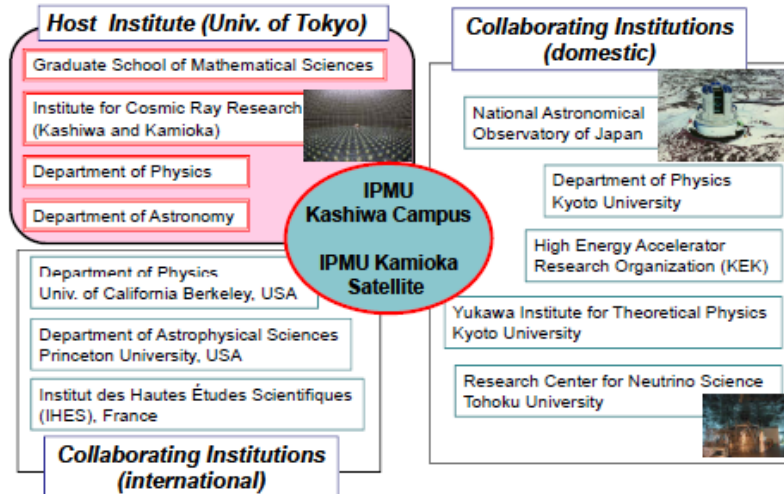 Host Institute (Univ. of Tokyo)
Graduate School of Mathematical Sciences
Institute for Cosmic Ray Research
(Kashiwa and Kamioka)
Department of Physics
Department of Astronomy
IPMU
Kashiwa Campus
IPMU Kamioka
Satellite
Collaborating Institutions
(domestic)
National Astronomical
Observatory of Japan
Department of Physics
Kyoto University
High Energy Accelerator
Research Organization (KEK)
Yukawa Institute for Theoretical Physics
Kyoto University
Research Center for Neutrino Science
Tohoku University
Department of Physics
Univ. of California Berkeley, USA
Department of Astrophysical Sciences
Princeton University, USA
Institut des Hautes Études Scientifiques
(IHES), France
Collaborating Institutions
(international)